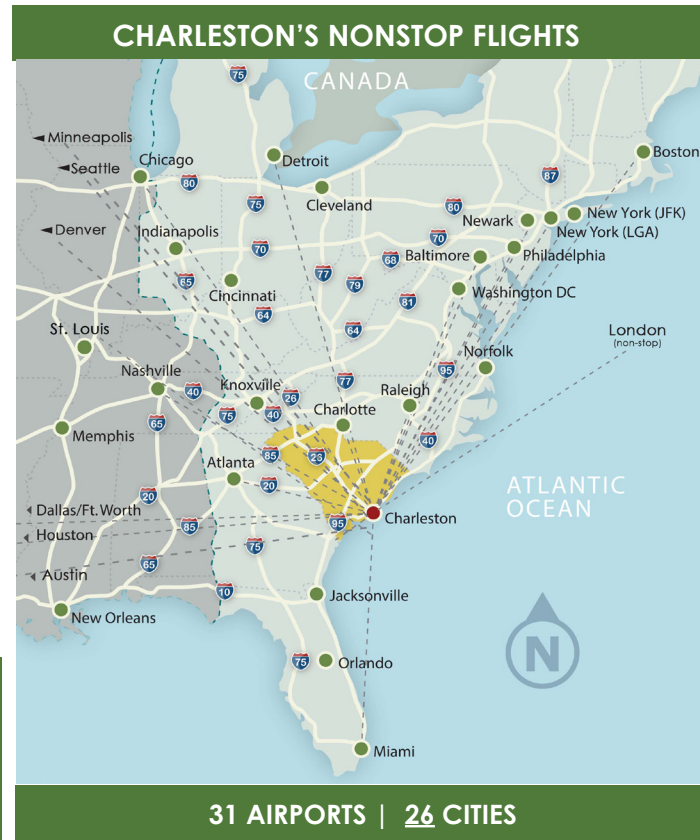 CHARLESTON'S NONSTOP FLIGHTS
75
CANADA
Minneapolis
Seattle
Chicago
Detroit
Boston
80
87
Cleveland
75
80
Newark
New York (JFK)
New York (LGA)
Denver
Indianapolis
70
70
68
Baltimore
Philadelphia
65
77
79
Cincinnati
81
Washington DC
64
64
St. Louis
London
(non-stop)
Norfolk
Nashville
95
77
Knoxville
40
26
Raleigh
75
40
Charlotte
65
Memphis
40
85
26
Atlanta
20
ATLANTIC
OCEAN
20
Dallas/Ft. Worth
Charleston
95
85
Houston
75
65
Austin
10
Jacksonville
New Orleans
N
75
Orlando
Miami
31 AIRPORTS | 26 CITIES